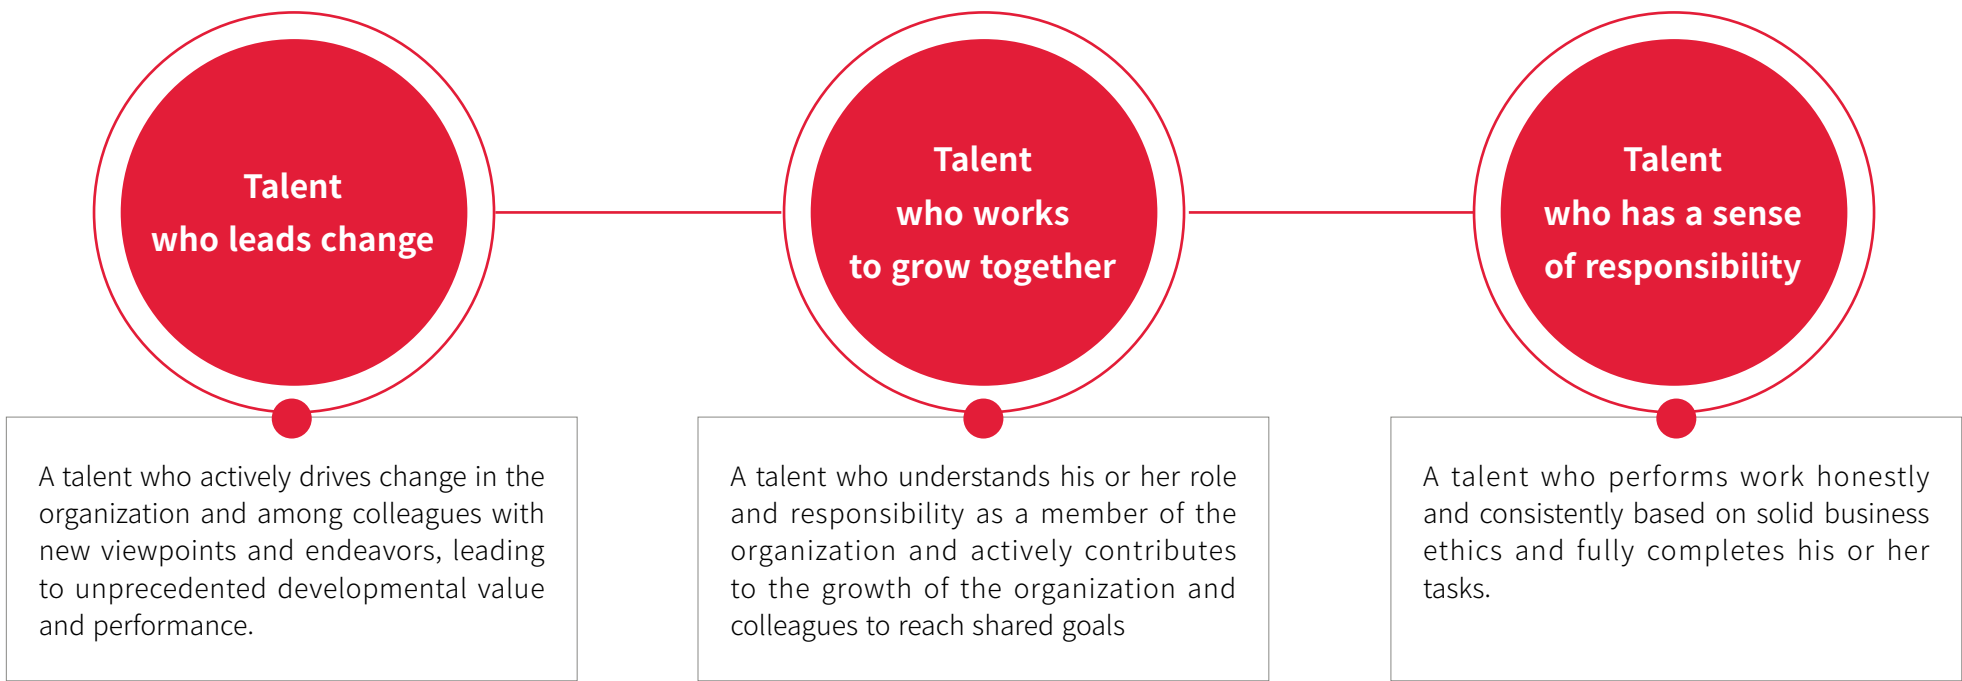 Talent
who leads change
Talent
who works
to grow together
Talent
who has a sense
of responsibility
A talent who actively drives change in the
organization and among colleagues with
new viewpoints and endeavors, leading
to unprecedented developmental value
and performance.
A talent who understands his or her role
and responsibility as a member of the
organization and actively contributes
to the growth of the organization and
colleagues to reach shared goals
A talent who performs work honestly
and consistently based on solid business
ethics and fully completes his or her
tasks.